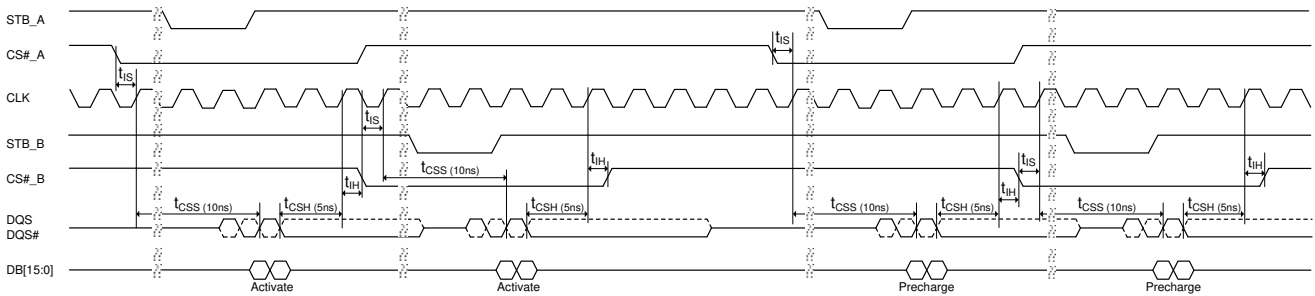 STB_A
CS#_A
tIS
tIS
CLK
tIS
STB_B
tIH
tIS
CS#_B
tCSS (10ns)
tIH
tIH
tIH
tCSS (10ns)
tCSH (5ns)
tCSH (5ns)
tCSS (10ns)
tCSH (5ns)
tCSS (10ns)
tCSH (5ns)
DQS
DQS#
DB[15:0]
Activate
Activate
Precharge
Precharge